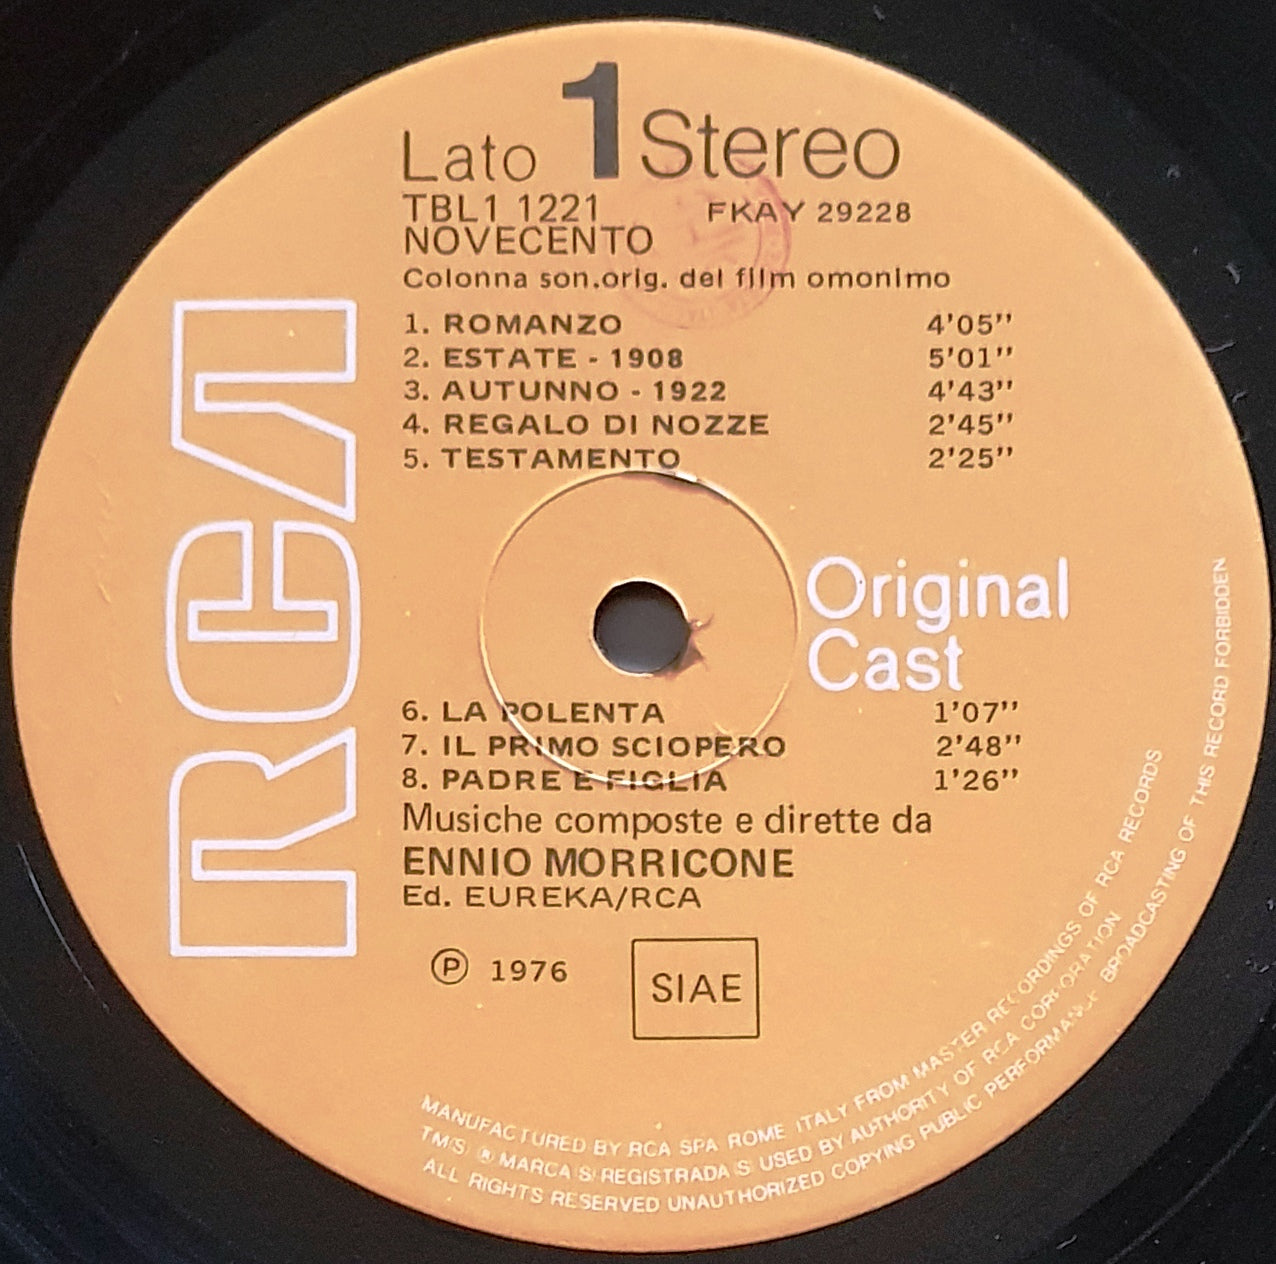 Lato 1 Stereo
TBL1 1221 FKAY 29228
NOVECENTO
Colonna son.orig. del film omonimo
1. ROMANZO 4'05''
2. ESTATE - 1908 5'01''
3. AUTUNNO - 1922 4'43''
4. REGALO DI NOZZE 2'45''
5. TESTAMENTO 2'25''
RCA
Original
Cast
6. LA POLENTA 1'07''
7. IL PRIMO SCIOPERO 2'48''
8. PADRE E FIGLIA 1'26''
Musiche composte e dirette da
ENNIO MORRICONE
Ed. EUREKA/RCA
Ⓟ 1976
SIAE
MANUFACTURED BY RCA SPA ROME ITALY FROM MASTER RECORDINGS OF RCA RECORDS
TM(S) ® MARCA(S) REGISTRADA(S) USED BY AUTHORITY OF RCA CORPORATION
ALL RIGHTS RESERVED UNAUTHORIZED COPYING PUBLIC PERFORMANCE BROADCASTING OF THIS RECORD FORBIDDEN